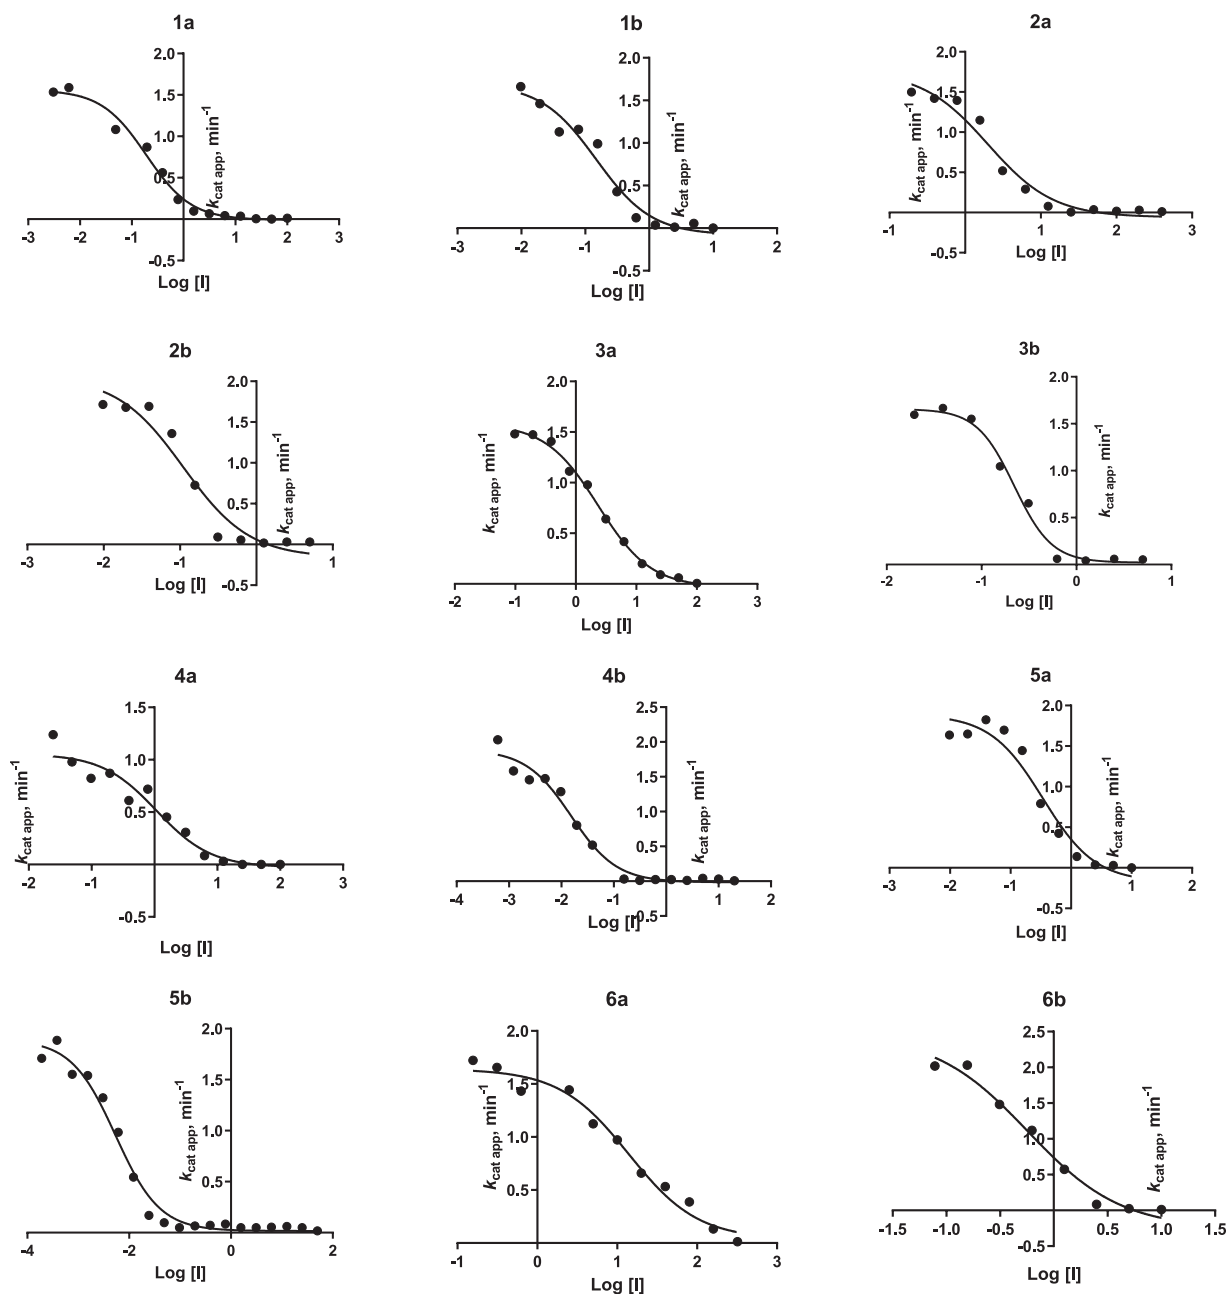 1a
2.0
1.5
1.0
0.5
-0.5
-3 -2 -1 1 2 3
kcat app, min-1
Log [I]
1b
2.0
1.5
1.0
0.5
-0.5
-3 -2 -1 0 1 2
kcat app, min-1
Log [I]
2a
2.0
1.5
1.0
0.5
-0.5
-1 1 2 3
kcat app, min-1
Log [I]
2b
2.0
1.5
1.0
0.5
-0.5
-3 -2 -1 1
kcat app, min-1
Log [I]
3a
2.0
1.5
1.0
0.5
-2 -1 0 1 2 3
kcat app, min-1
Log [I]
3b
2.0
1.5
1.0
0.5
-2 -1 0 1
kcat app, min-1
Log [I]
4a
1.5
1.0
0.5
-0.5
-2 -1 1 2 3
kcat app, min-1
Log [I]
4b
2.5
2.0
1.5
1.0
0.5
-0.5
-4 -3 -2 -1 0 1 2
kcat app, min-1
Log [I]
5a
2.0
1.5
1.0
0.5
-0.5
-3 -2 -1 0 1 2
kcat app, min-1
Log [I]
5b
2.0
1.5
1.0
0.5
-4 -2 0 2
kcat app, min-1
Log [I]
6a
2.0
1.5
1.0
0.5
-1 0 1 2 3
kcat app, min-1
Log [I]
6b
2.5
2.0
1.5
1.0
0.5
-0.5
-1.5 -1.0 -0.5 0.0 0.5 1.0 1.5
kcat app, min-1
Log [I]